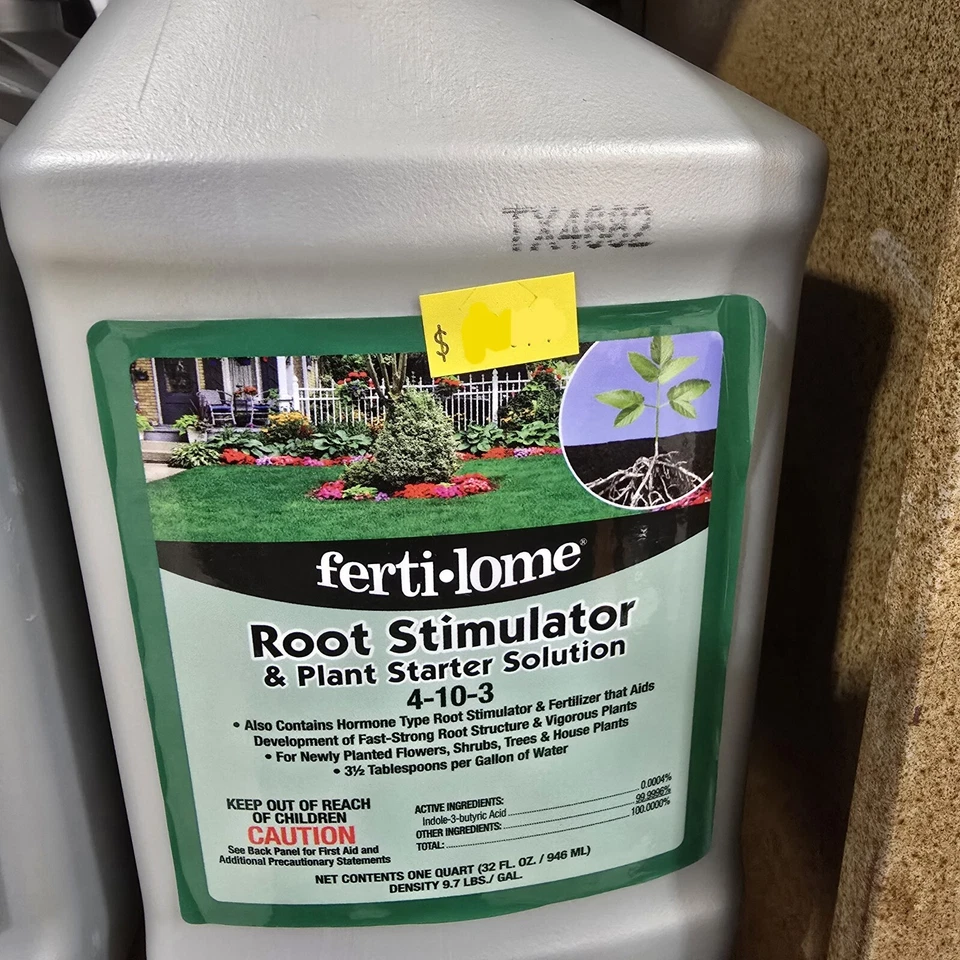 TX4682
$
ferti•lome®
Root Stimulator
& Plant Starter Solution
4-10-3
• Also Contains Hormone Type Root Stimulator & Fertilizer that Aids
Development of Fast-Strong Root Structure & Vigorous Plants
• For Newly Planted Flowers, Shrubs, Trees & House Plants
• 3½ Tablespoons per Gallon of Water
KEEP OUT OF REACH
OF CHILDREN
CAUTION
See Back Panel for First Aid and
Additional Precautionary Statements
ACTIVE INGREDIENTS:
Indole-3-butyric Acid 0.0004%
OTHER INGREDIENTS: 99.9996%
TOTAL: 100.0000%
NET CONTENTS ONE QUART (32 FL. OZ. / 946 ML)
DENSITY 9.7 LBS./ GAL.